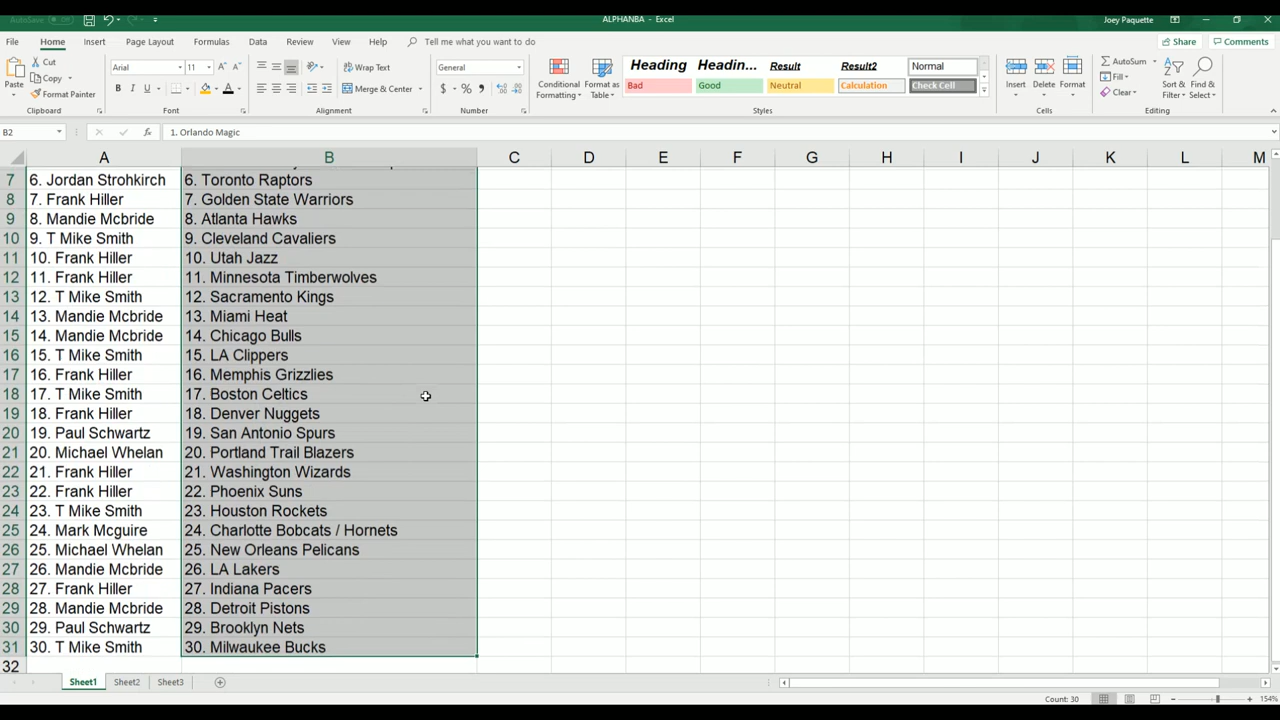 AutoSave Off
ALPHANBA - Excel
Joey Paquette
File Home Insert Page Layout Formulas Data Review View Help Tell me what you want to do
Share Comments
Paste
Cut
Copy
Format Painter
Clipboard
Arial 11
B I U
Font
Wrap Text
Merge & Center
Alignment
General
$ % 9
Number
Conditional Formatting
Format as Table
Heading Headin... Result Result2 Normal
Bad Good Neutral Calculation Check Cell
Styles
Insert Delete Format
Cells
AutoSum
Fill
Clear
Sort & Filter
Find & Select
Editing
B2 fx 1. Orlando Magic
A B C D E F G H I J K L M
7 6. Jordan Strohkirch 6. Toronto Raptors
8 7. Frank Hiller 7. Golden State Warriors
9 8. Mandie Mcbride 8. Atlanta Hawks
10 9. T Mike Smith 9. Cleveland Cavaliers
11 10. Frank Hiller 10. Utah Jazz
12 11. Frank Hiller 11. Minnesota Timberwolves
13 12. T Mike Smith 12. Sacramento Kings
14 13. Mandie Mcbride 13. Miami Heat
15 14. Mandie Mcbride 14. Chicago Bulls
16 15. T Mike Smith 15. LA Clippers
17 16. Frank Hiller 16. Memphis Grizzlies
18 17. T Mike Smith 17. Boston Celtics
19 18. Frank Hiller 18. Denver Nuggets
20 19. Paul Schwartz 19. San Antonio Spurs
21 20. Michael Whelan 20. Portland Trail Blazers
22 21. Frank Hiller 21. Washington Wizards
23 22. Frank Hiller 22. Phoenix Suns
24 23. T Mike Smith 23. Houston Rockets
25 24. Mark Mcguire 24. Charlotte Bobcats / Hornets
26 25. Michael Whelan 25. New Orleans Pelicans
27 26. Mandie Mcbride 26. LA Lakers
28 27. Frank Hiller 27. Indiana Pacers
29 28. Mandie Mcbride 28. Detroit Pistons
30 29. Paul Schwartz 29. Brooklyn Nets
31 30. T Mike Smith 30. Milwaukee Bucks
32
Sheet1 Sheet2 Sheet3
Count: 30 154%